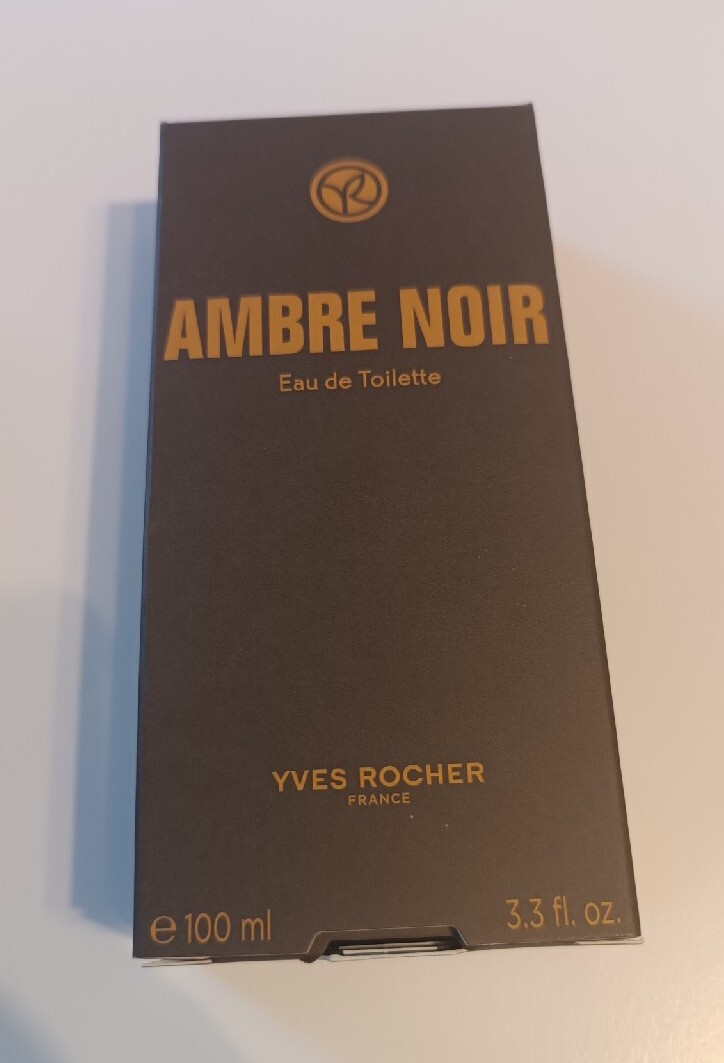 AMBRE NOIR
Eau de Toilette
YVES ROCHER
FRANCE
℮ 100 ml
3.3 fl. oz.